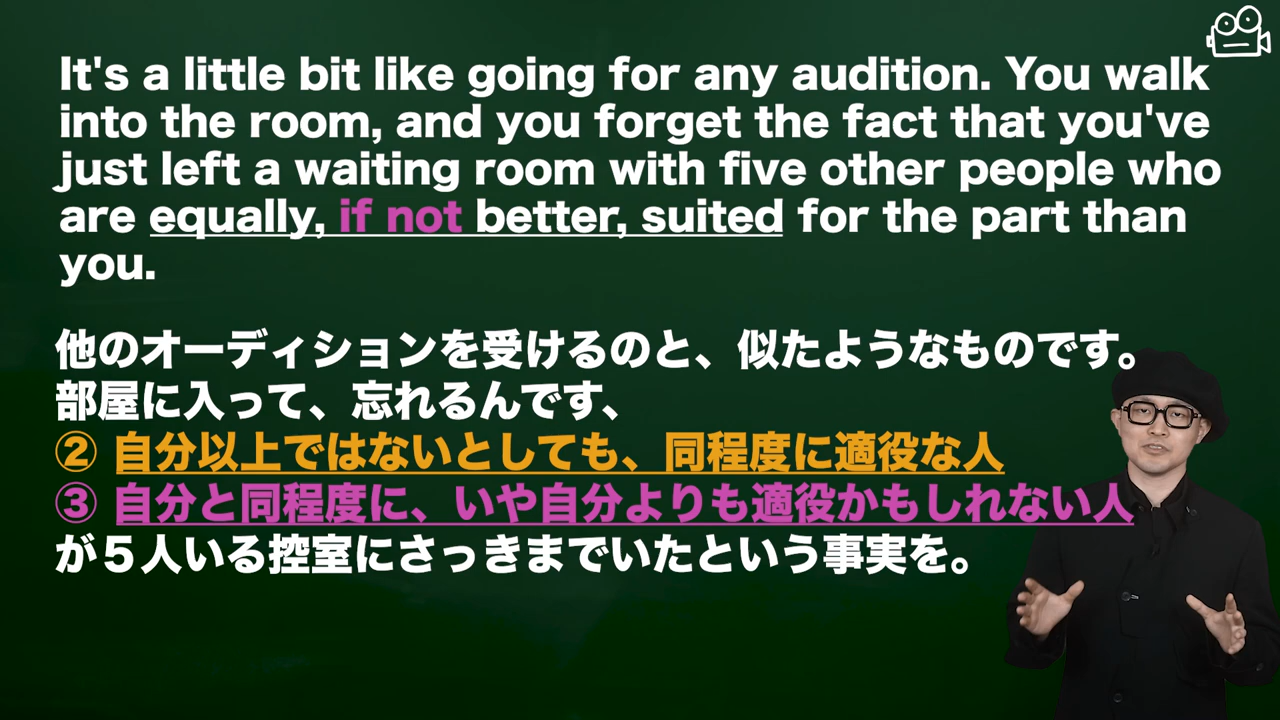 It's a little bit like going for any audition. You walk
into the room, and you forget the fact that you've
just left a waiting room with five other people who
are equally, if not better, suited for the part than
you.
他のオーディションを受けるのと、似たようなものです。
部屋に入って、忘れるんです、
② 自分以上ではないとしても、同程度に適役な人
③ 自分と同程度に、いや自分よりも適役かもしれない人
が５人いる控室にさっきまでいたという事実を。